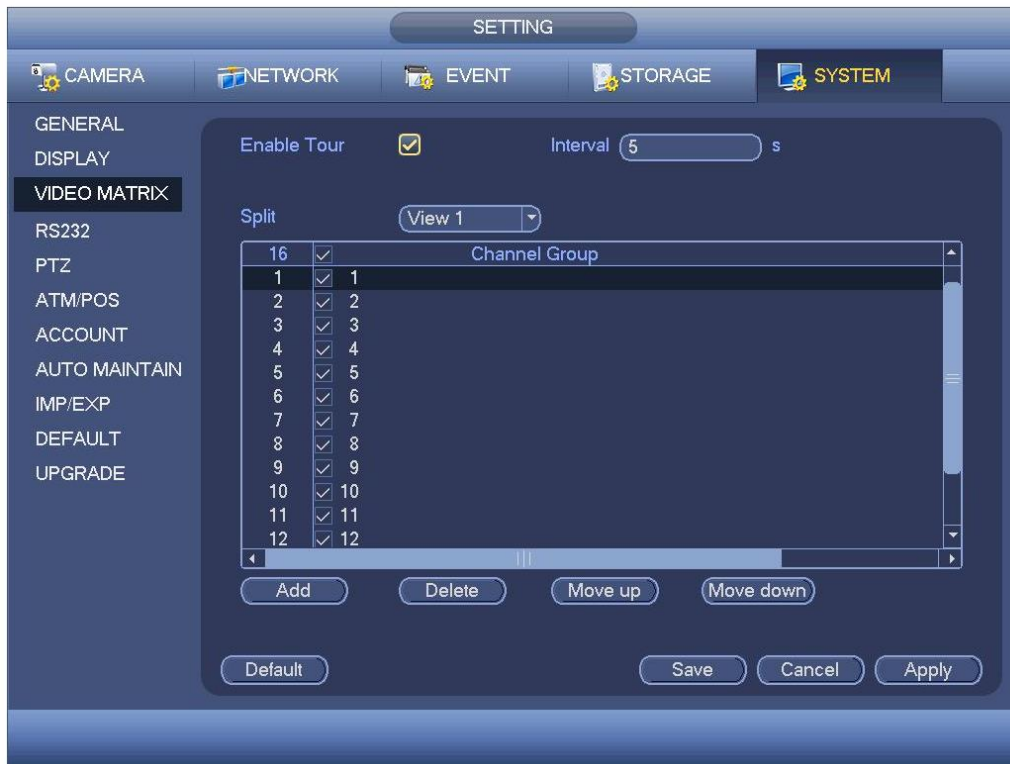 SETTING
CAMERA NETWORK EVENT STORAGE SYSTEM
GENERAL
DISPLAY
VIDEO MATRIX
RS232
PTZ
ATM/POS
ACCOUNT
AUTO MAINTAIN
IMP/EXP
DEFAULT
UPGRADE
Enable Tour Interval 5 s
Split View 1
16 Channel Group
1 1
2 2
3 3
4 4
5 5
6 6
7 7
8 8
9 9
10 10
11 11
12 12
Add Delete Move up Move down
Default Save Cancel Apply